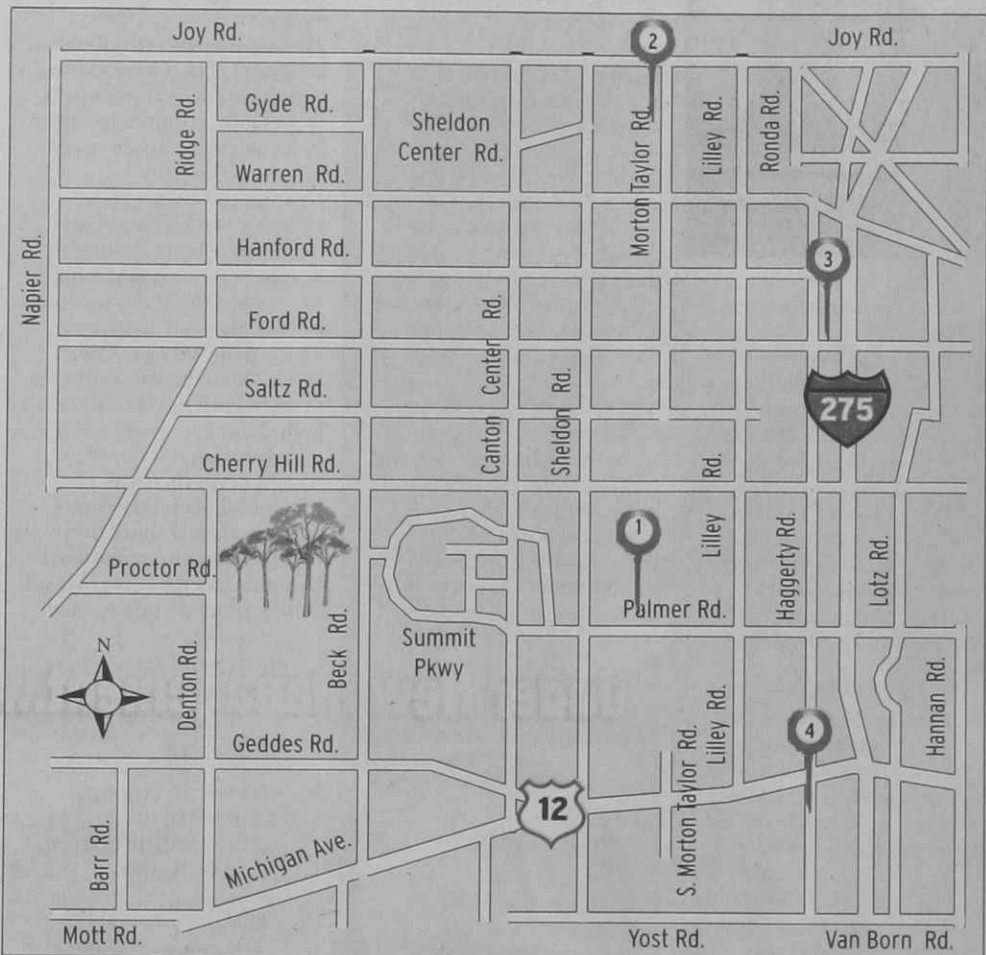 Joy Rd.
2
Joy Rd.
Ridge Rd.
Gyde Rd.
Sheldon
Center Rd.
Morton Taylor Rd.
Lilley Rd.
Ronda Rd.
Warren Rd.
Napier Rd.
Hanford Rd.
3
Ford Rd.
Canton Center Rd.
Sheldon Rd.
Saltz Rd.
275
Cherry Hill Rd.
Lilley Rd.
1
Haggerty Rd.
Lotz Rd.
Proctor Rd.
Palmer Rd.
Beck Rd.
Summit
Pkwy
N
Denton Rd.
Lilley Rd.
4
Hannan Rd.
Geddes Rd.
S. Morton Taylor Rd.
12
Barr Rd.
Michigan Ave.
Mott Rd.
Yost Rd.
Van Born Rd.